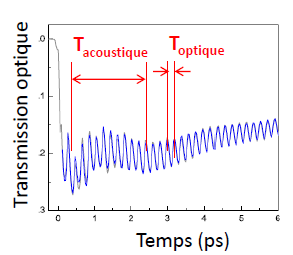 Tacoustique
Toptique
.0
.1
.2
.3
0
1
2
3
4
5
6
Transmission optique
Temps (ps)